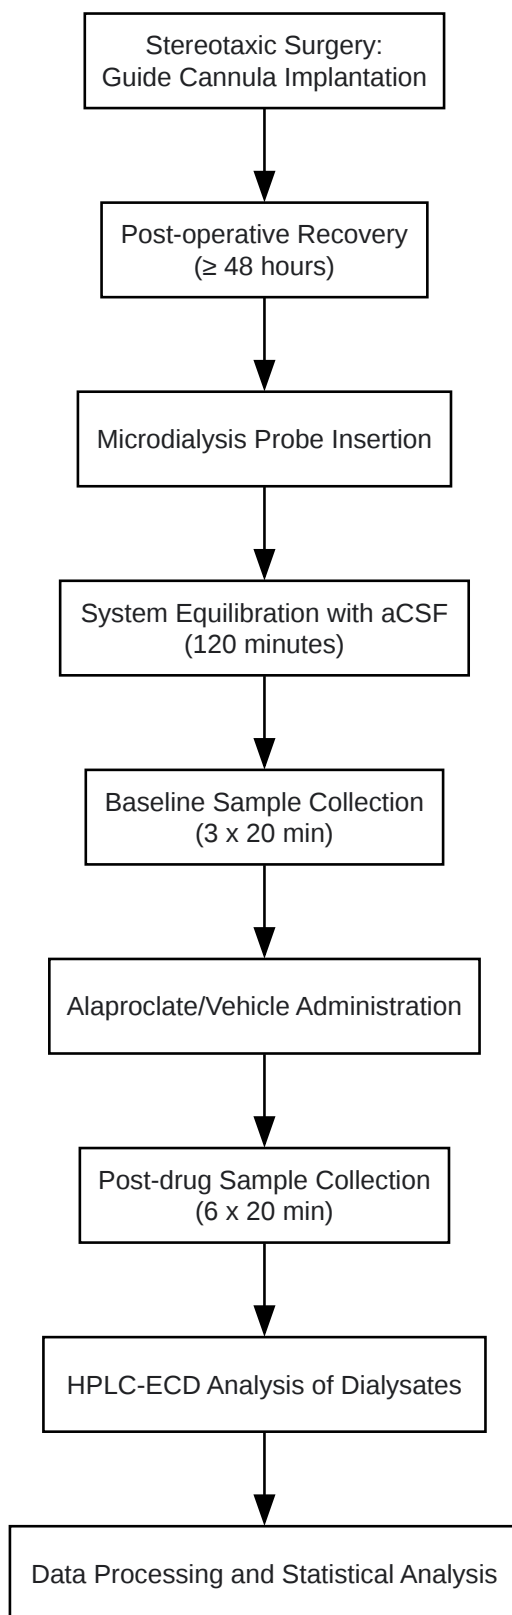 Stereotaxic Surgery:
Guide Cannula Implantation
Post-operative Recovery
(≥ 48 hours)
Microdialysis Probe Insertion
System Equilibration with aCSF
(120 minutes)
Baseline Sample Collection
(3 x 20 min)
Alaproclate/Vehicle Administration
Post-drug Sample Collection
(6 x 20 min)
HPLC-ECD Analysis of Dialysates
Data Processing and Statistical Analysis